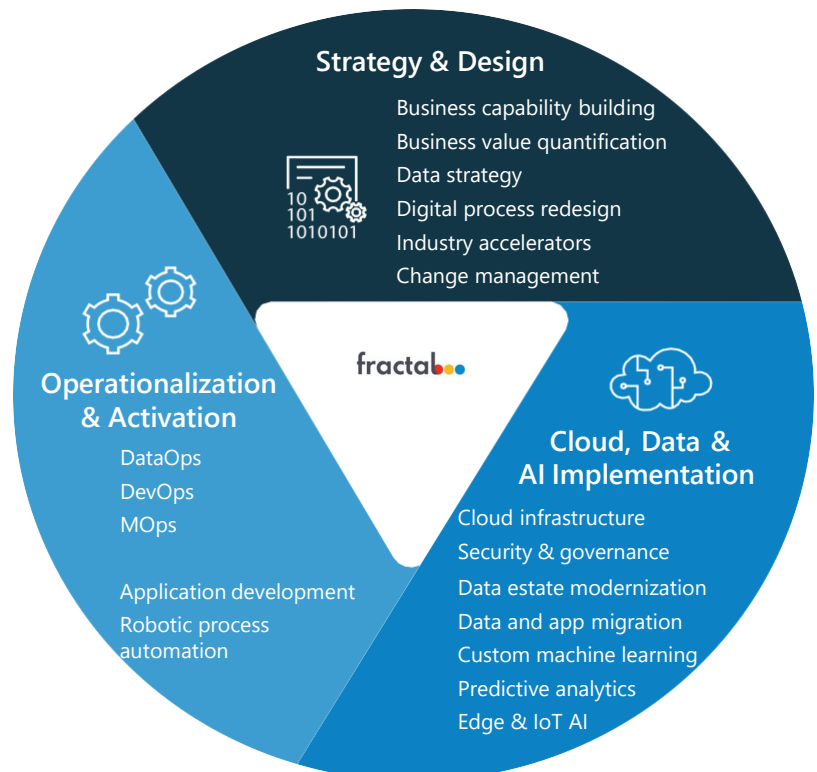 Strategy & Design
Business capability building
Business value quantification
Data strategy
Digital process redesign
Industry accelerators
Change management
10
101
1010101
fractal
Operationalization
& Activation
DataOps
DevOps
MOps
Application development
Robotic process
automation
Cloud, Data &
AI Implementation
Cloud infrastructure
Security & governance
Data estate modernization
Data and app migration
Custom machine learning
Predictive analytics
Edge & IoT AI